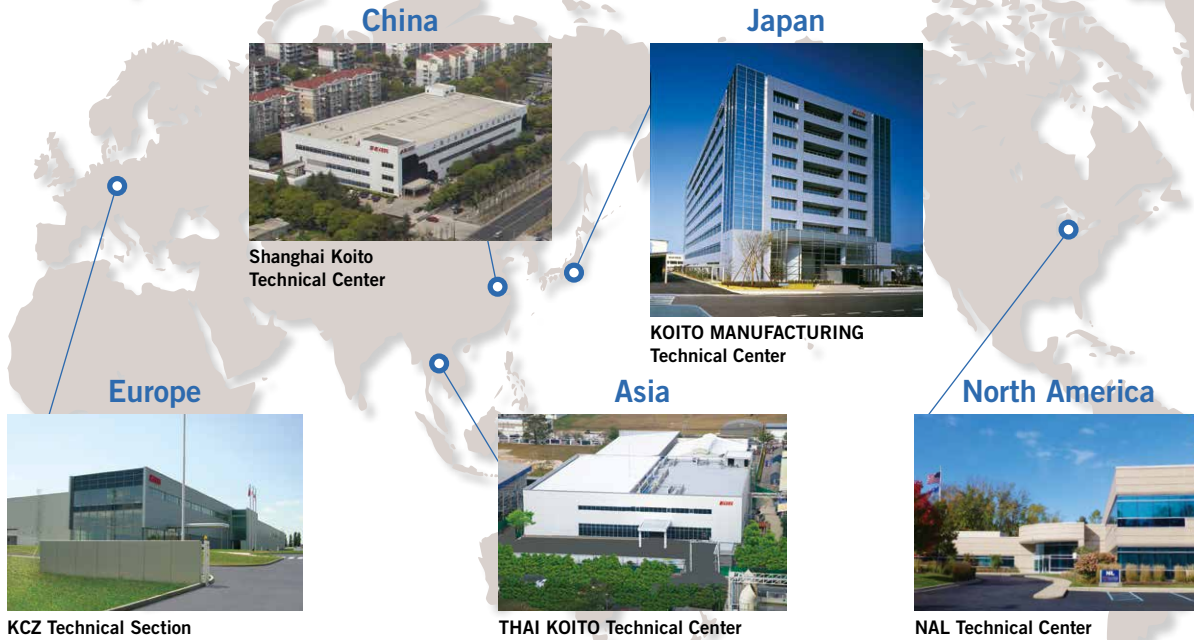 China
Japan
Shanghai Koito
Technical Center
KOITO MANUFACTURING
Technical Center
Europe
Asia
North America
KCZ Technical Section
THAI KOITO Technical Center
NAL Technical Center